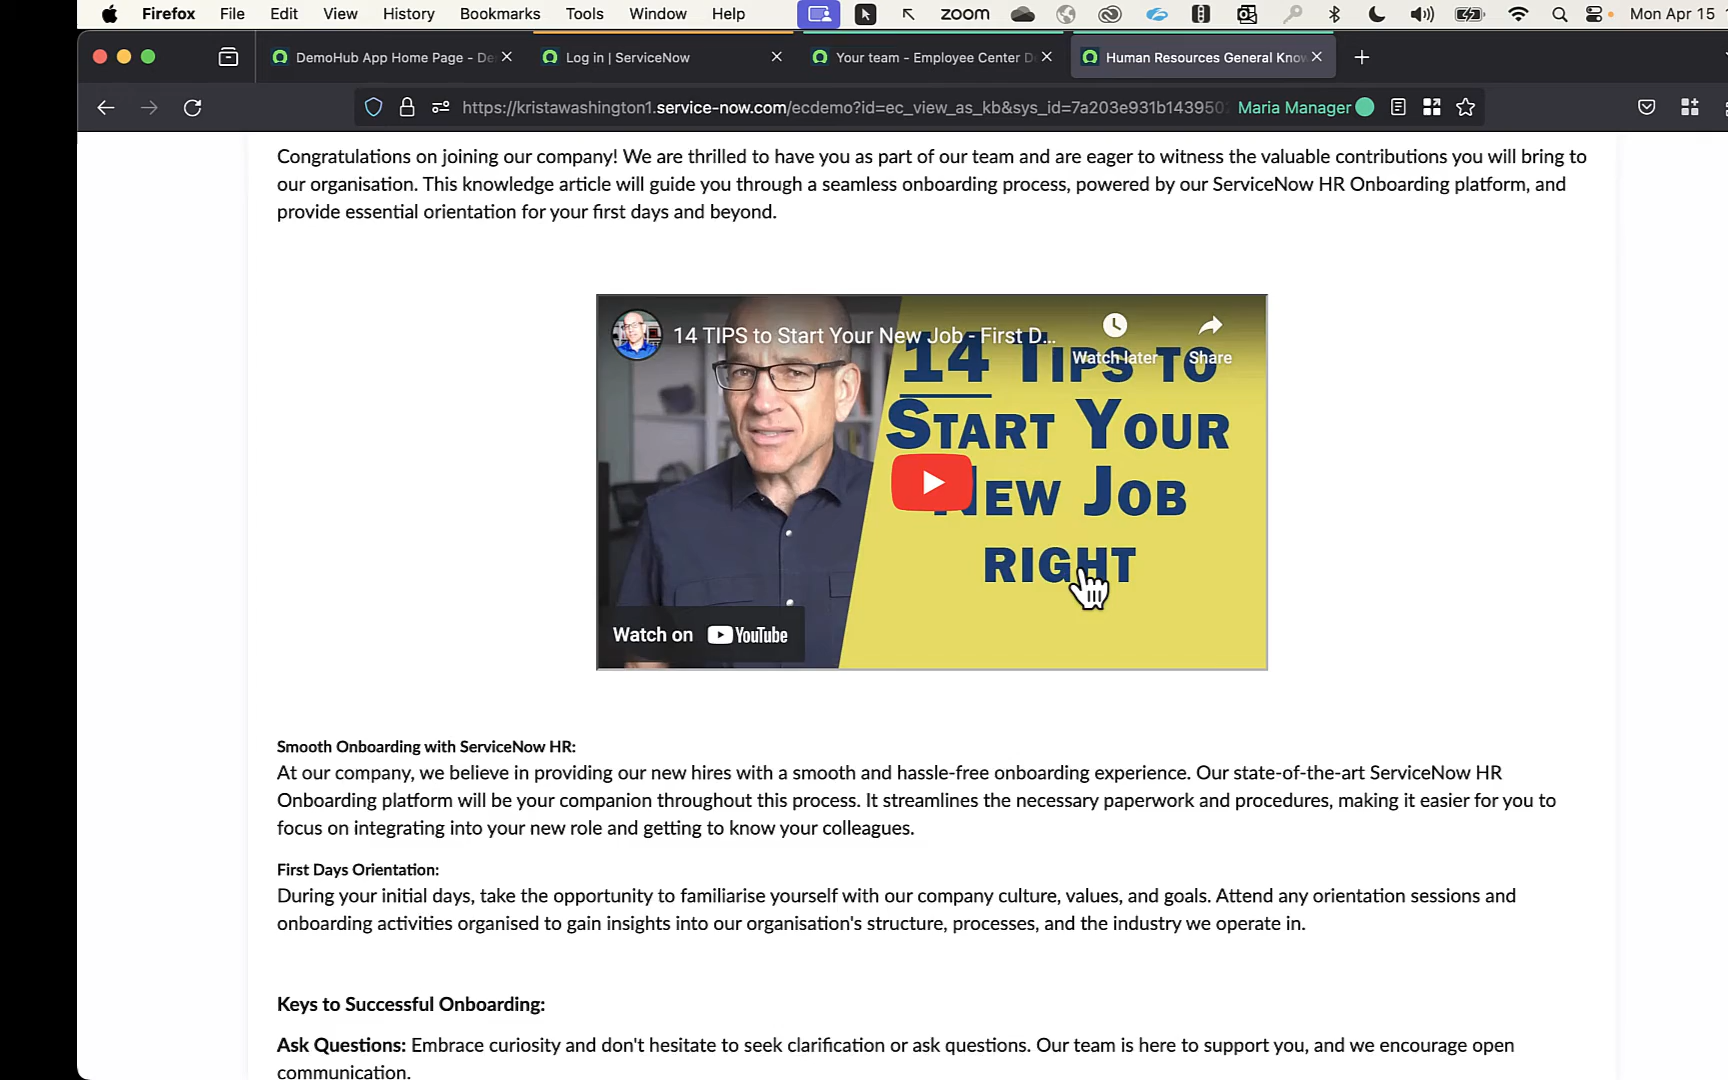 Firefox File Edit View History Bookmarks Tools Window Help zoom Mon Apr 15
DemoHub App Home Page - De
Log in | ServiceNow
Your team - Employee Center D
Human Resources General Know
https://kristawashington1.service-now.com/ecdemo?id=ec_view_as_kb&sys_id=7a203e931b143950 Maria Manager
Congratulations on joining our company! We are thrilled to have you as part of our team and are eager to witness the valuable contributions you will bring to
our organisation. This knowledge article will guide you through a seamless onboarding process, powered by our ServiceNow HR Onboarding platform, and
provide essential orientation for your first days and beyond.
14 TIPS to Start Your New Job - First D...
Watch later
Share
14 TIPS TO
START YOUR
NEW JOB
RIGHT
Watch on YouTube
Smooth Onboarding with ServiceNow HR:
At our company, we believe in providing our new hires with a smooth and hassle-free onboarding experience. Our state-of-the-art ServiceNow HR
Onboarding platform will be your companion throughout this process. It streamlines the necessary paperwork and procedures, making it easier for you to
focus on integrating into your new role and getting to know your colleagues.
First Days Orientation:
During your initial days, take the opportunity to familiarise yourself with our company culture, values, and goals. Attend any orientation sessions and
onboarding activities organised to gain insights into our organisation's structure, processes, and the industry we operate in.
Keys to Successful Onboarding:
Ask Questions: Embrace curiosity and don't hesitate to seek clarification or ask questions. Our team is here to support you, and we encourage open
communication.